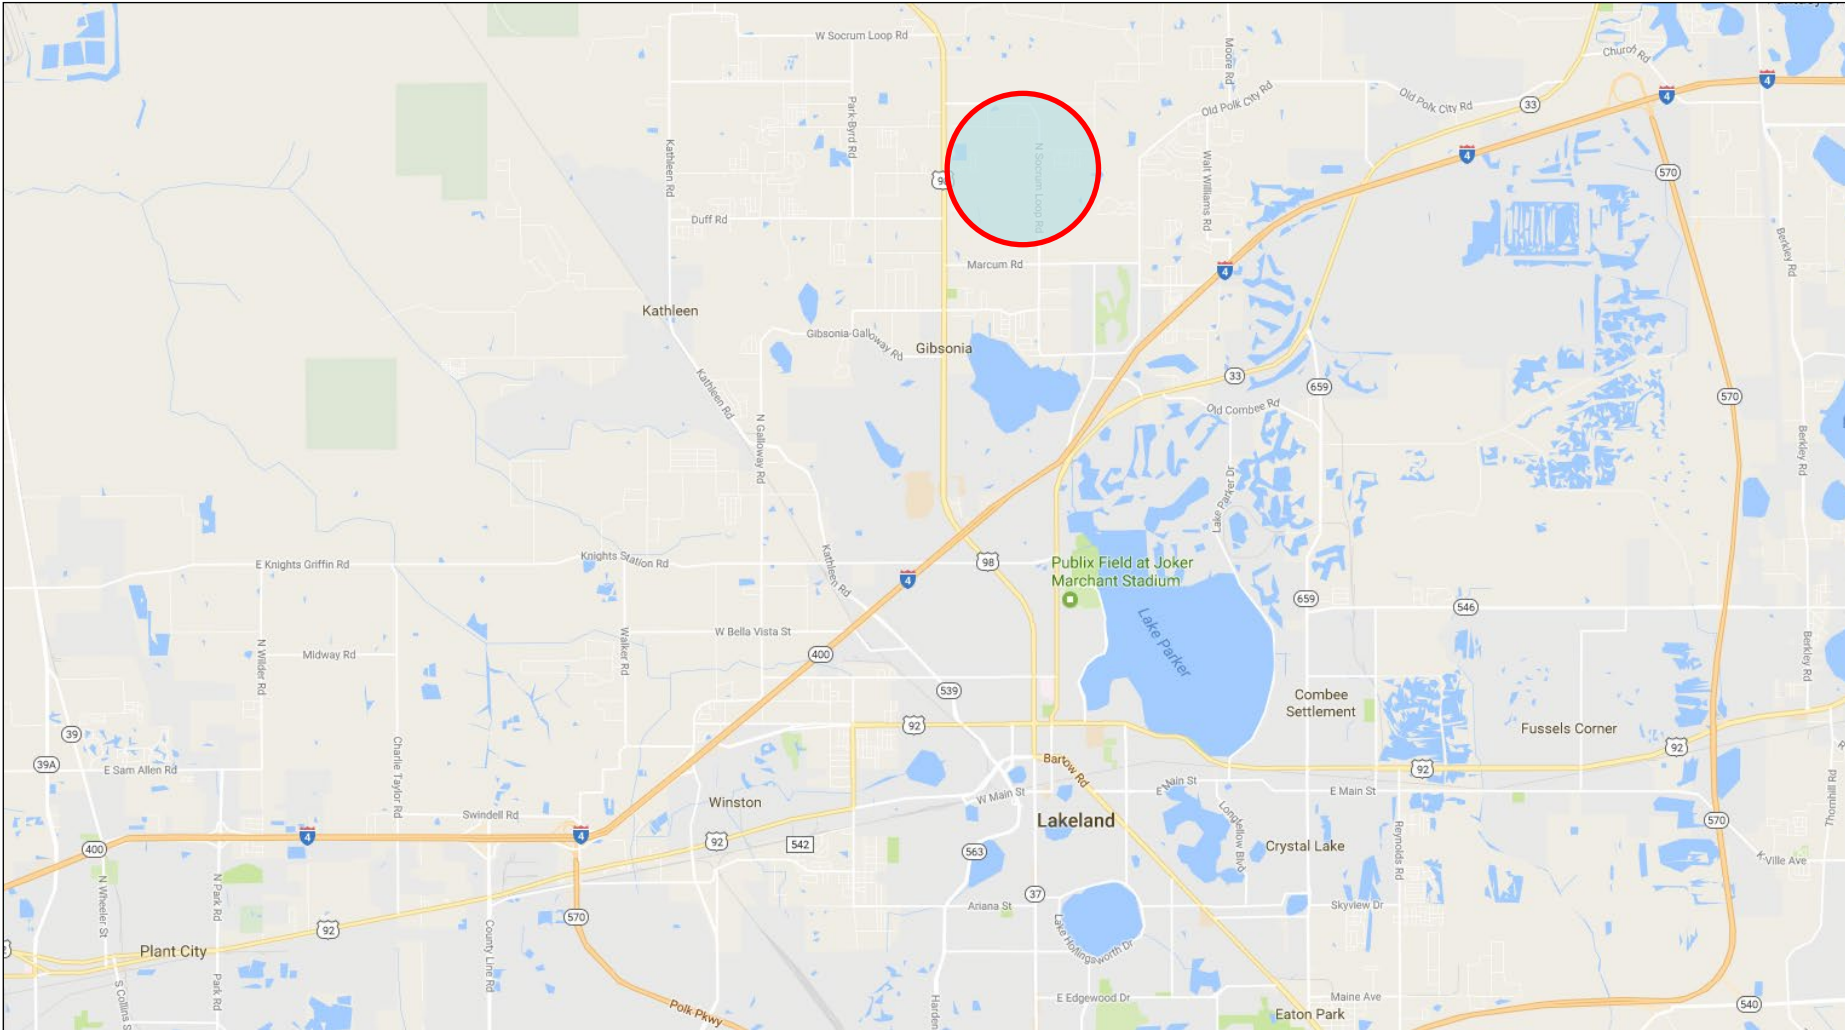 W Socrum Loop Rd
Moore Rd
Church Rd
4
4
Old Polk City Rd
Old Polk City Rd
33
Park-Byrd Rd
Kathleen Rd
N Socrum Loop Rd
Walt Williams Rd
4
570
Duff Rd
Berkley Rd
Marcum Rd
4
Kathleen
Gibsonia-Galloway Rd
Gibsonia
33
659
Kathleen Rd
570
Old Combee Rd
N Galloway Rd
Berkley Rd
Lake Parker Dr
Knights Station Rd
E Knights Griffin Rd
98
Publix Field at Joker
Marchant Stadium
Kathleen Rd
4
659
546
W Bella Vista St
Lake Parker
Midway Rd
N Wilder Rd
Walker Rd
400
Berkley Rd
539
Combee
Settlement
92
Fussels Corner
39
92
39A
E Sam Allen Rd
Charlie Taylor Rd
Bartow Rd
92
E Main St
E Main St
W Main St
Thornhill Rd
Winston
Swindell Rd
Lakeland
Longfellow Blvd
570
4
4
92
542
400
563
Crystal Lake
Reynolds Rd
K-Ville Ave
N Wheeler St
N Park Rd
37
Ariana St
Skyview Dr
570
92
County Line Rd
Lake Hollingsworth Dr
Plant City
S Collins S
Park Rd
Polk Pkwy
Harden
E Edgewood Dr
Maine Ave
540
Eaton Park